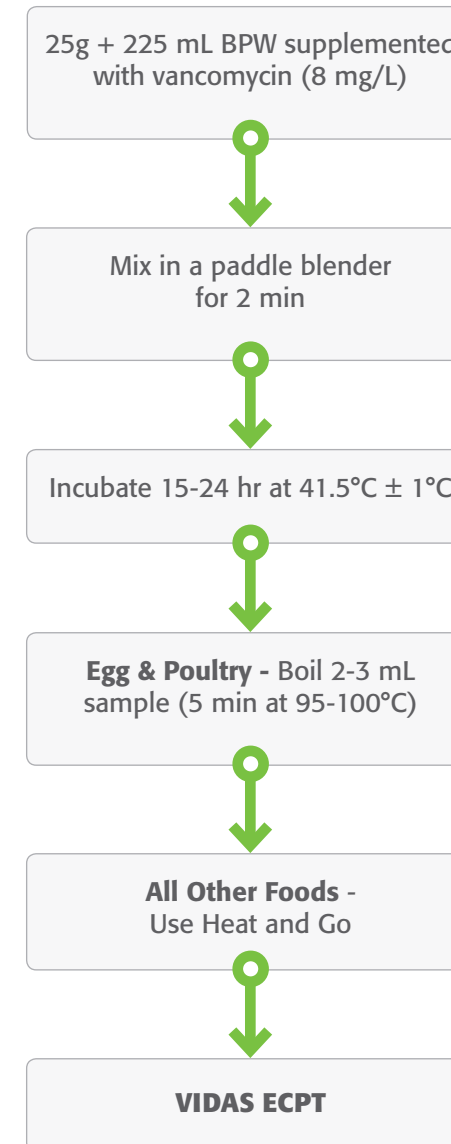 25g + 225 mL BPW supplemented
with vancomycin (8 mg/L)
Mix in a paddle blender
for 2 min
Incubate 15-24 hr at 41.5°C ± 1°C
Egg & Poultry - Boil 2-3 mL
sample (5 min at 95-100°C)
All Other Foods -
Use Heat and Go
VIDAS ECPT